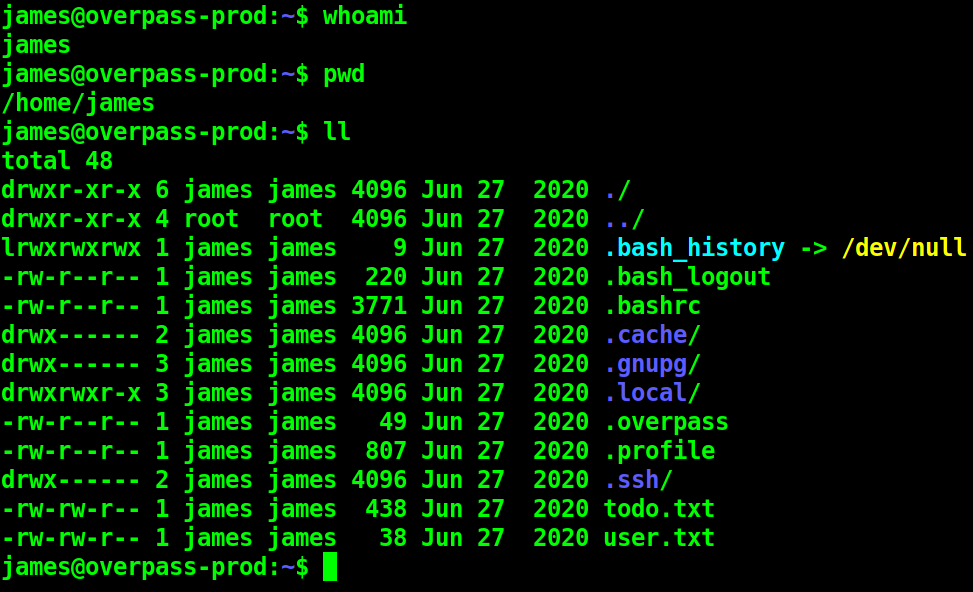 james@overpass-prod:~$ whoami
james
james@overpass-prod:~$ pwd
/home/james
james@overpass-prod:~$ ll
total 48
drwxr-xr-x 6 james james 4096 Jun 27  2020 ./
drwxr-xr-x 4 root  root  4096 Jun 27  2020 ../
lrwxrwxrwx 1 james james    9 Jun 27  2020 .bash_history -> /dev/null
-rw-r--r-- 1 james james  220 Jun 27  2020 .bash_logout
-rw-r--r-- 1 james james 3771 Jun 27  2020 .bashrc
drwx------ 2 james james 4096 Jun 27  2020 .cache/
drwx------ 3 james james 4096 Jun 27  2020 .gnupg/
drwxrwxr-x 3 james james 4096 Jun 27  2020 .local/
-rw-r--r-- 1 james james   49 Jun 27  2020 .overpass
-rw-r--r-- 1 james james  807 Jun 27  2020 .profile
drwx------ 2 james james 4096 Jun 27  2020 .ssh/
-rw-rw-r-- 1 james james  438 Jun 27  2020 todo.txt
-rw-rw-r-- 1 james james   38 Jun 27  2020 user.txt
james@overpass-prod:~$